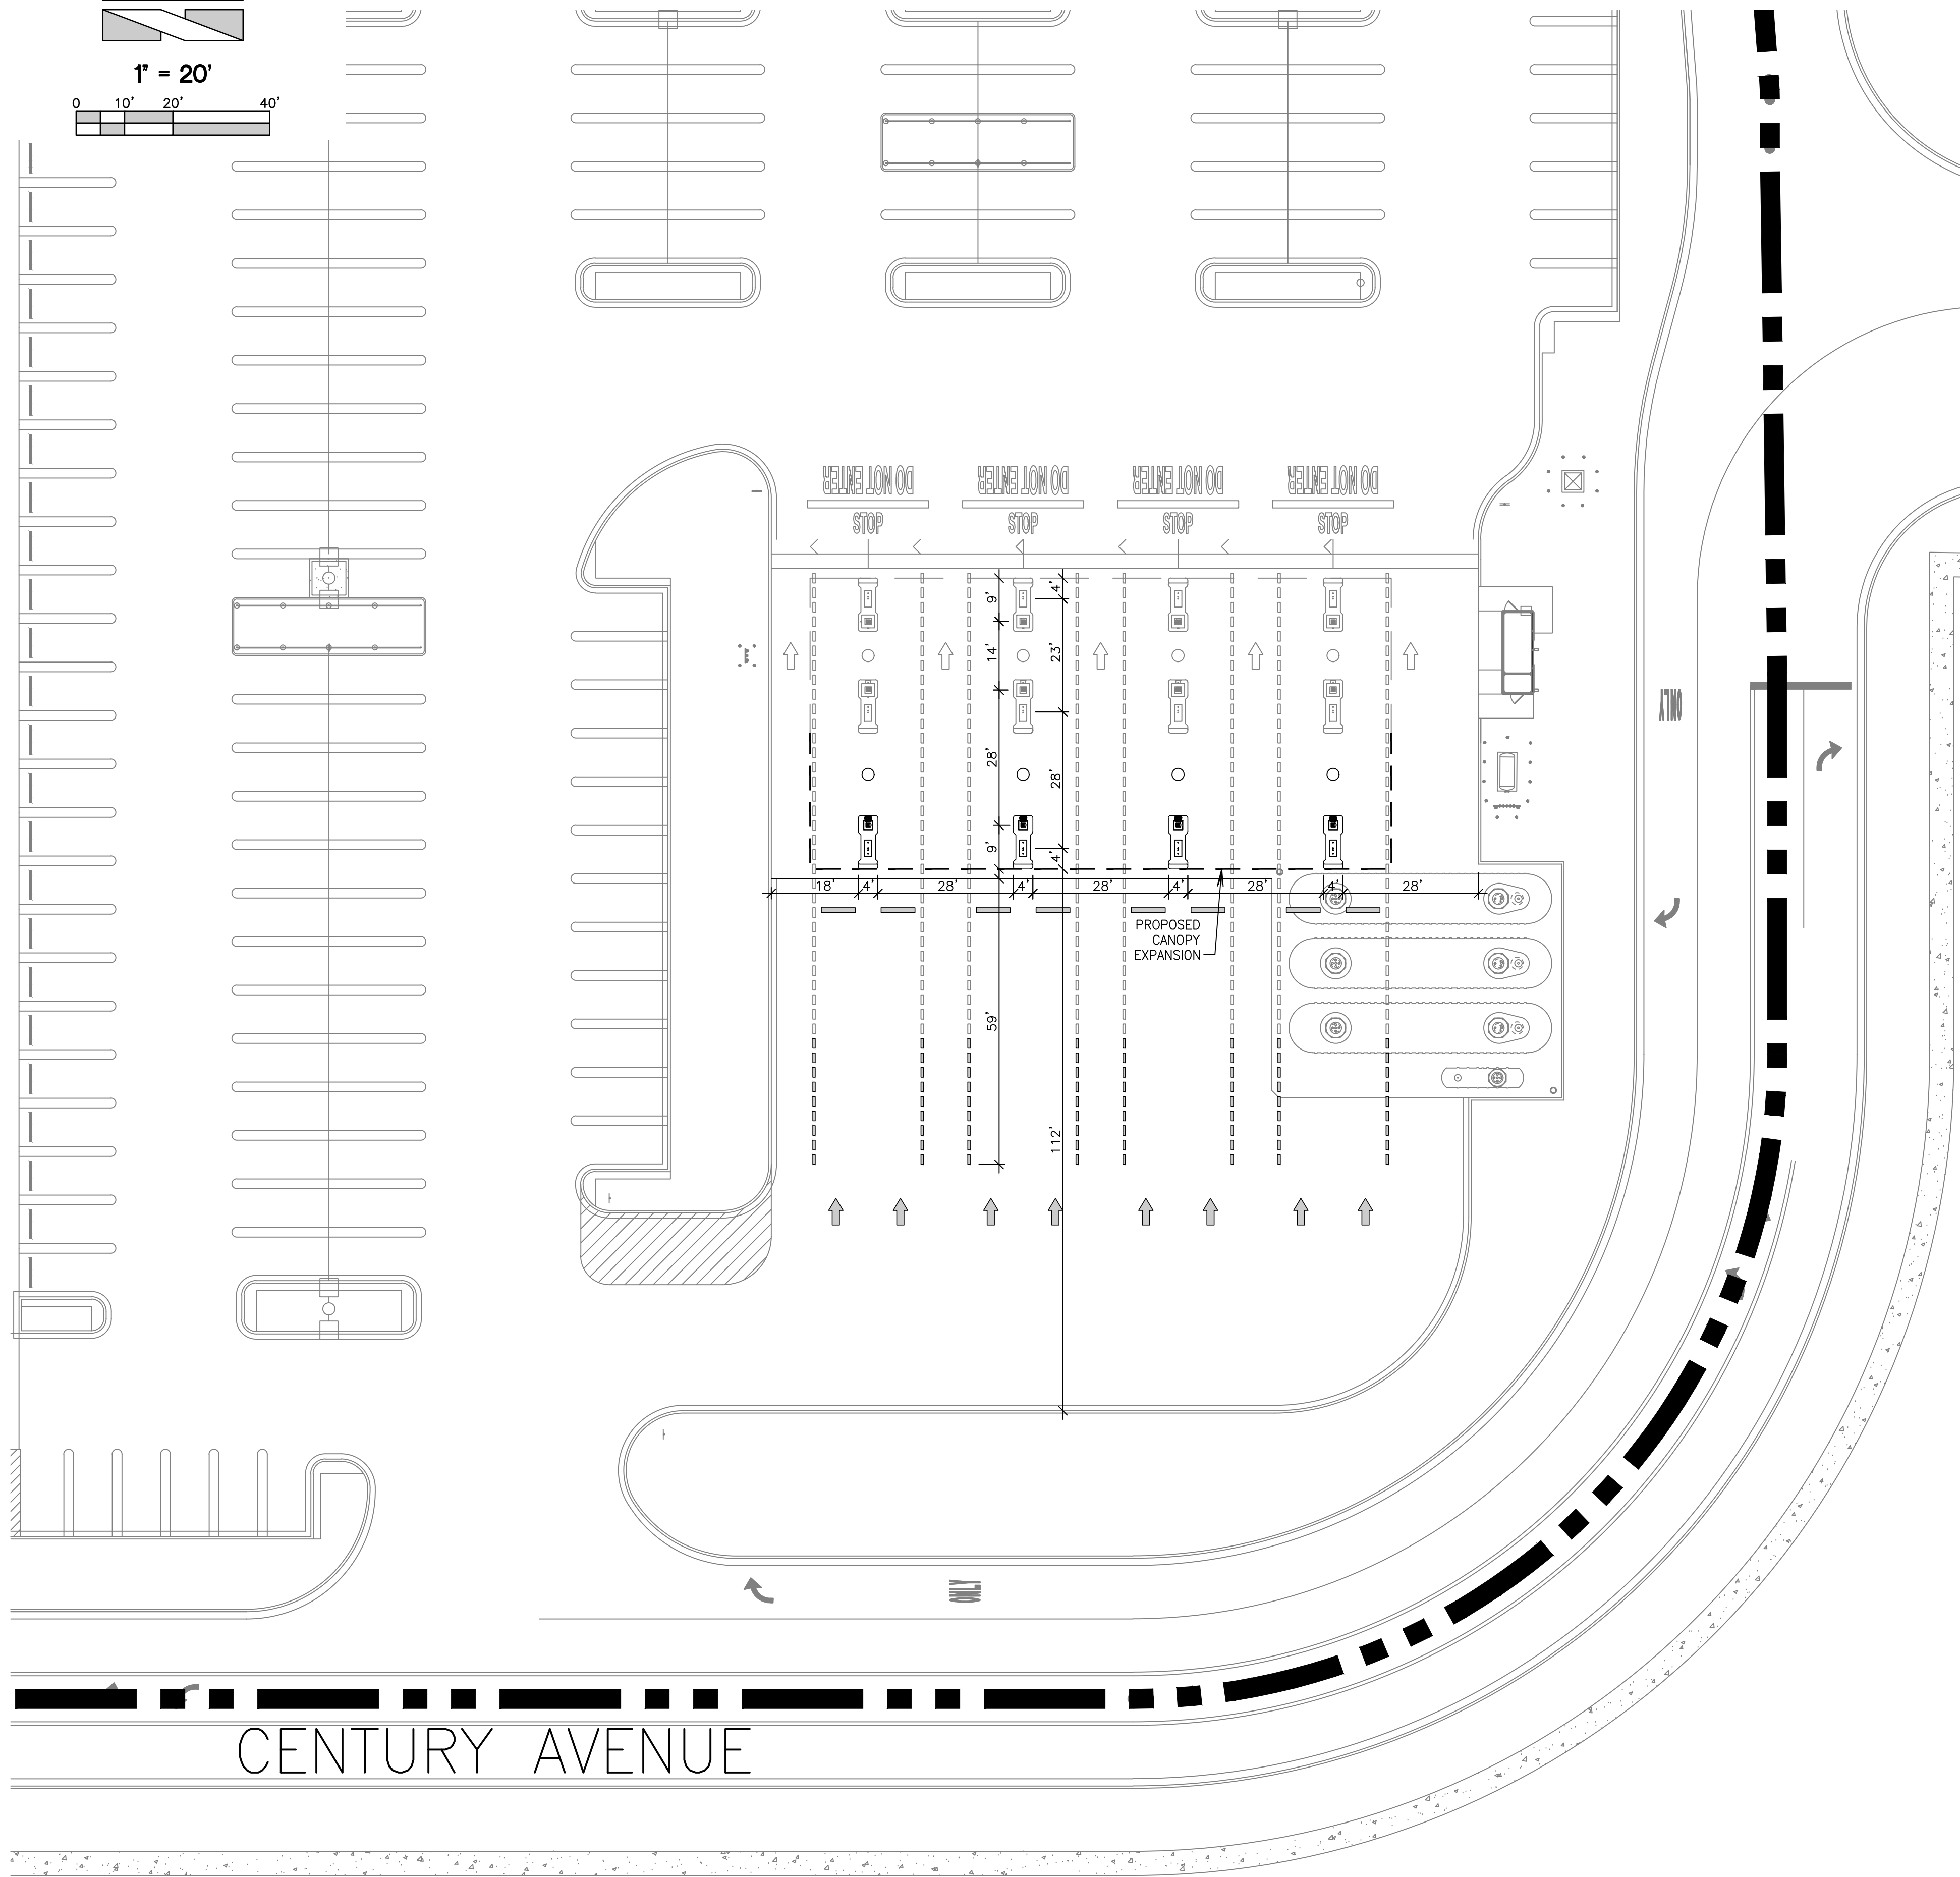 1" = 20'
0 10' 20' 40'
DO NOT ENTER DO NOT ENTER DO NOT ENTER DO NOT ENTER
STOP STOP STOP STOP
9' 4'
14' 23'
ONLY
28' 28'
9' 4'
18' 4' 28' 4' 28' 4' 28' 4' 28'
PROPOSED
CANOPY
EXPANSION
59'
112'
ONLY
CENTURY AVENUE